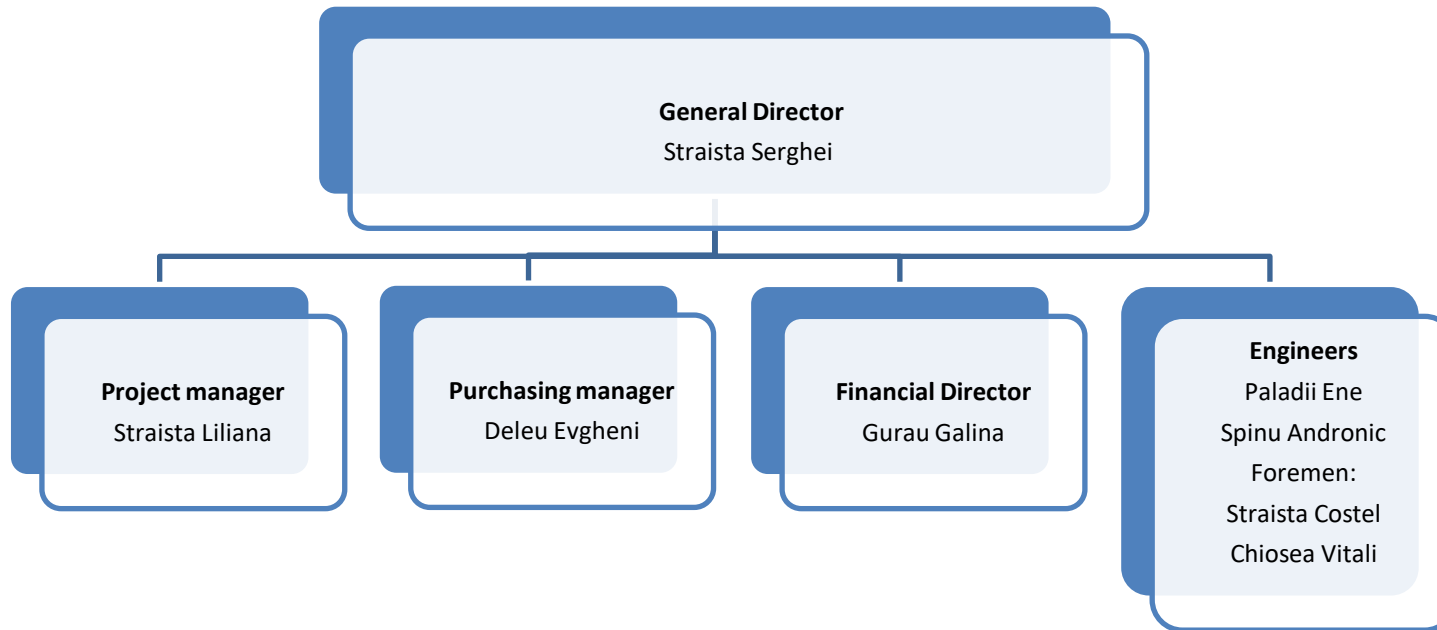 General Director
Straista Serghei
Project manager
Straista Liliana
Purchasing manager
Deleu Evgheni
Financial Director
Gurau Galina
Engineers
Paladii Ene
Spinu Andronic
Foremen:
Straista Costel
Chiosea Vitali